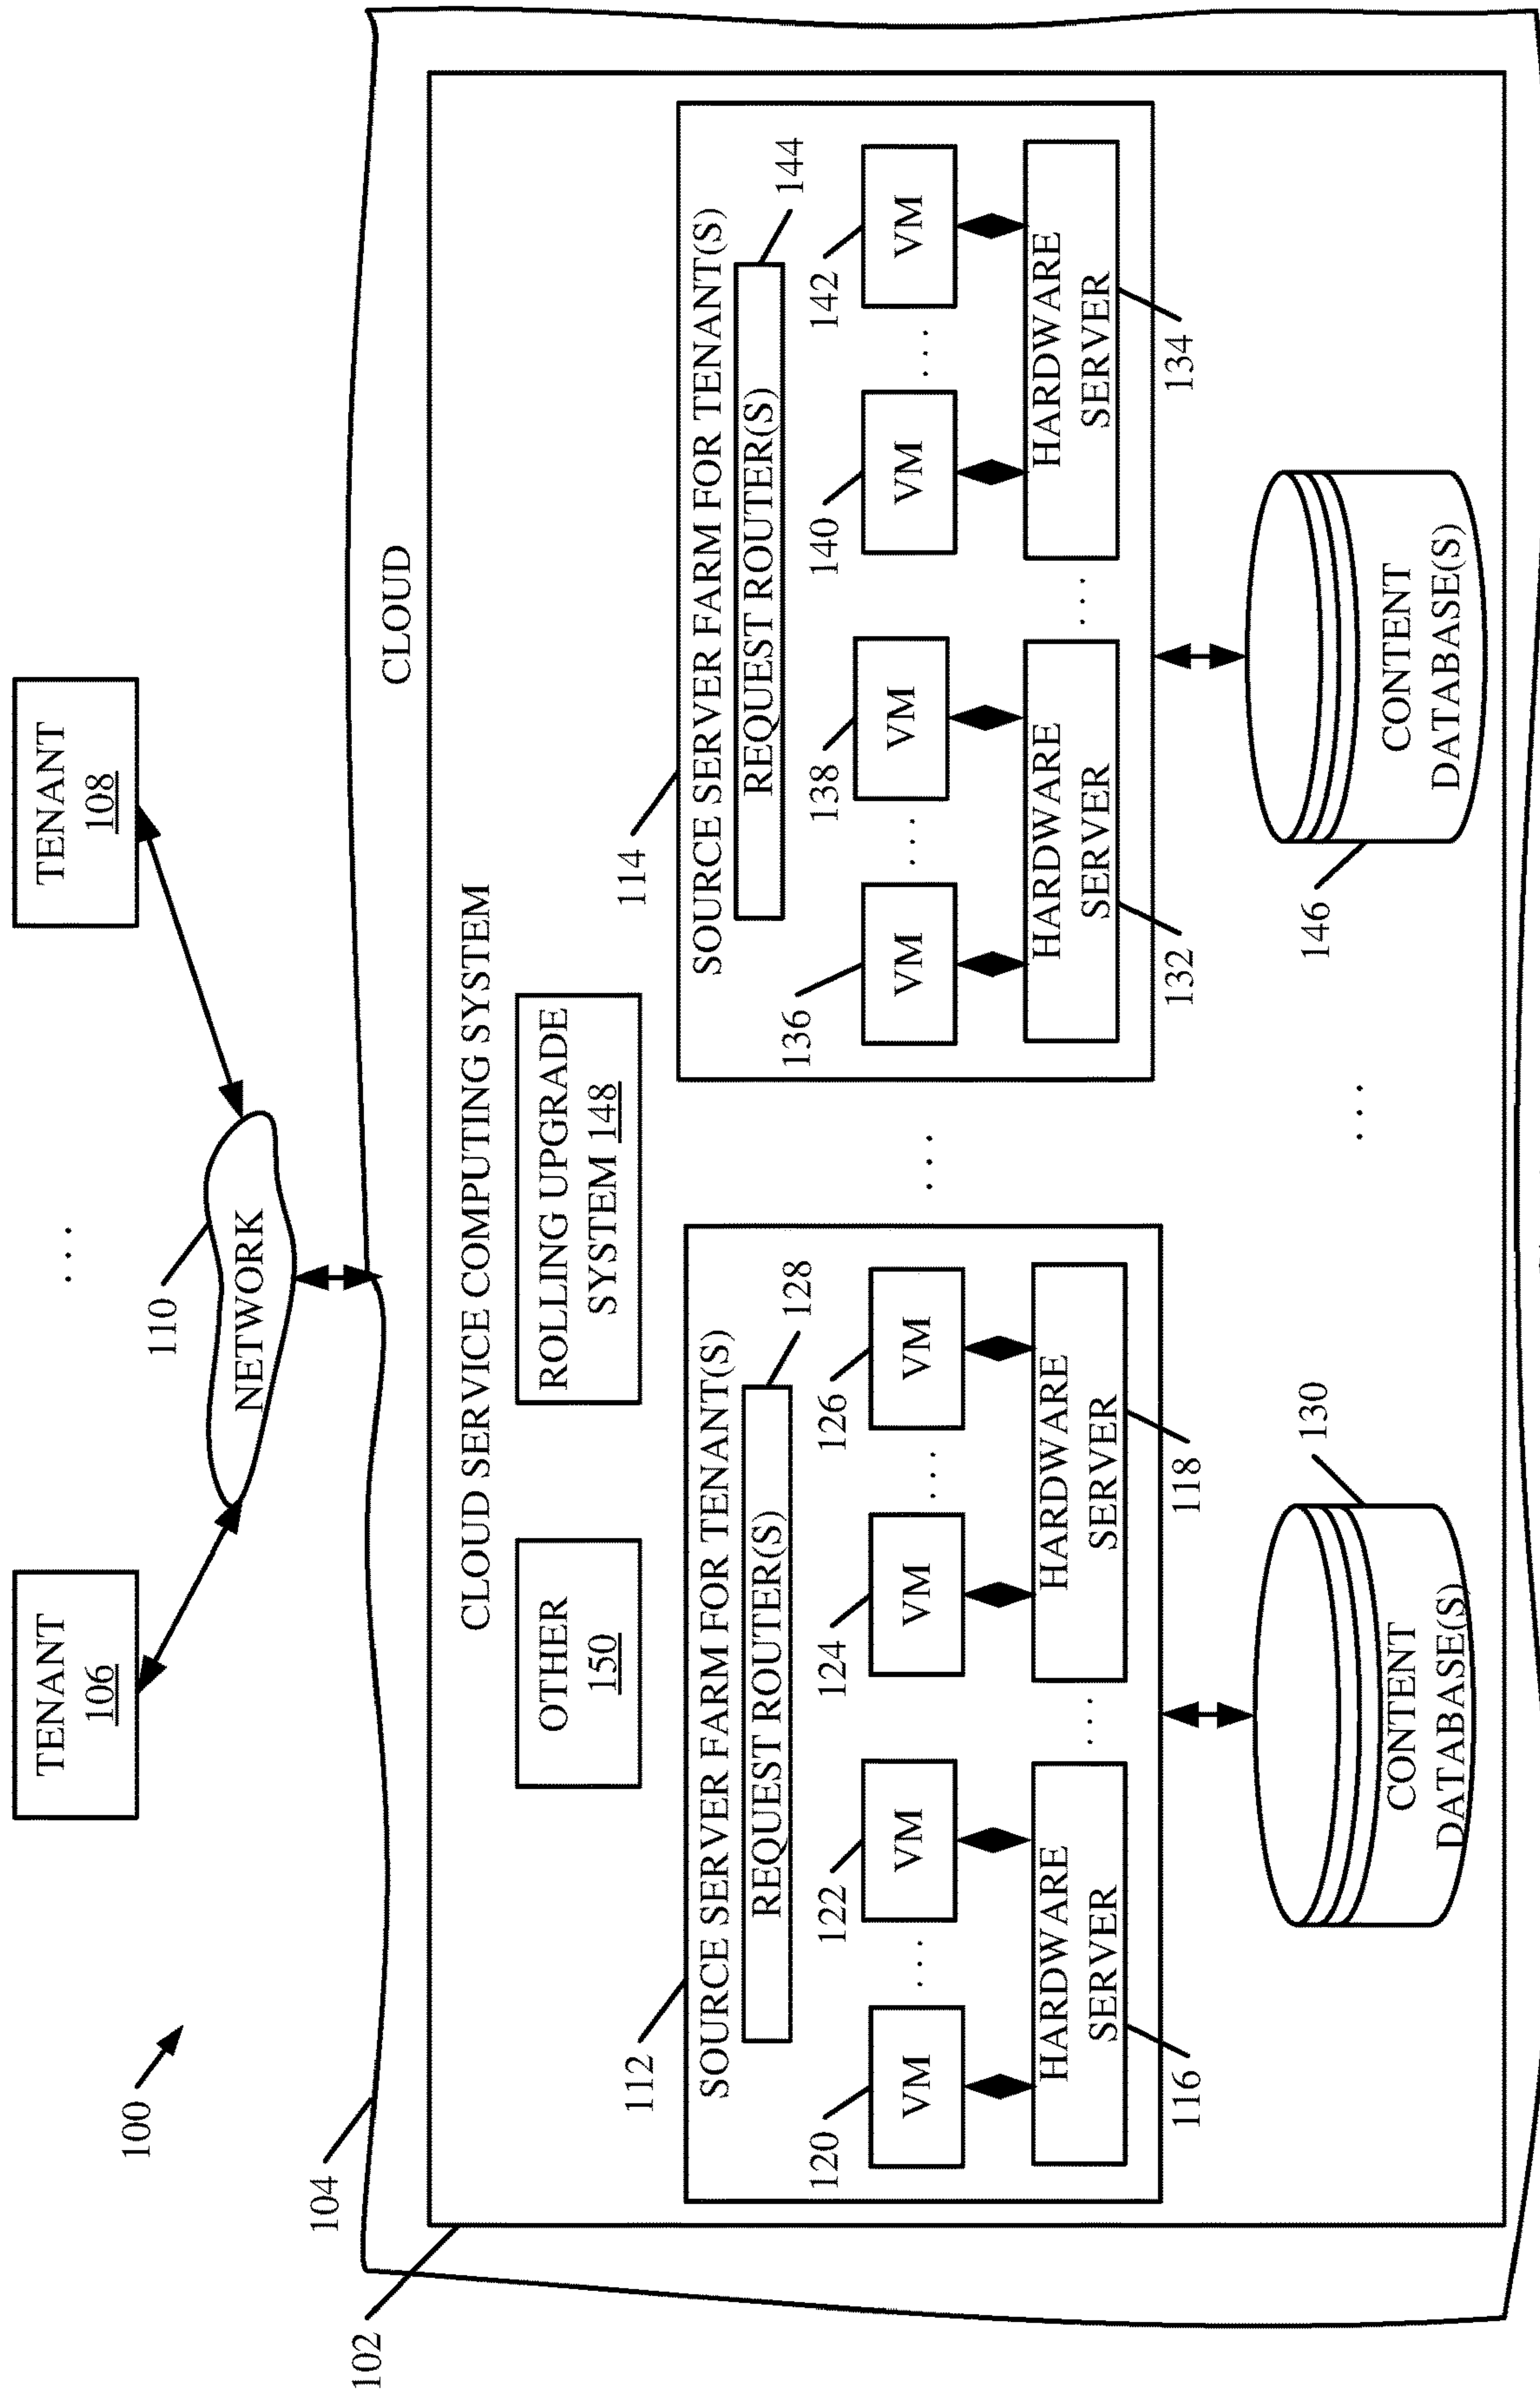 100
TENANT
106
. . .
TENANT
108
110
NETWORK
104
102
CLOUD
CLOUD SERVICE COMPUTING SYSTEM
OTHER
150
ROLLING UPGRADE
SYSTEM 148
112
SOURCE SERVER FARM FOR TENANT(S)
REQUEST ROUTER(S)
128
120
VM
. . .
122
VM
124
VM
. . .
126
VM
HARDWARE
SERVER
116
. . .
HARDWARE
SERVER
118
CONTENT
DATABASE(S)
130
. . .
114
SOURCE SERVER FARM FOR TENANT(S)
REQUEST ROUTER(S)
144
136
VM
. . .
138
VM
140
VM
. . .
142
VM
HARDWARE
SERVER
132
. . .
HARDWARE
SERVER
134
. . .
146
CONTENT
DATABASE(S)